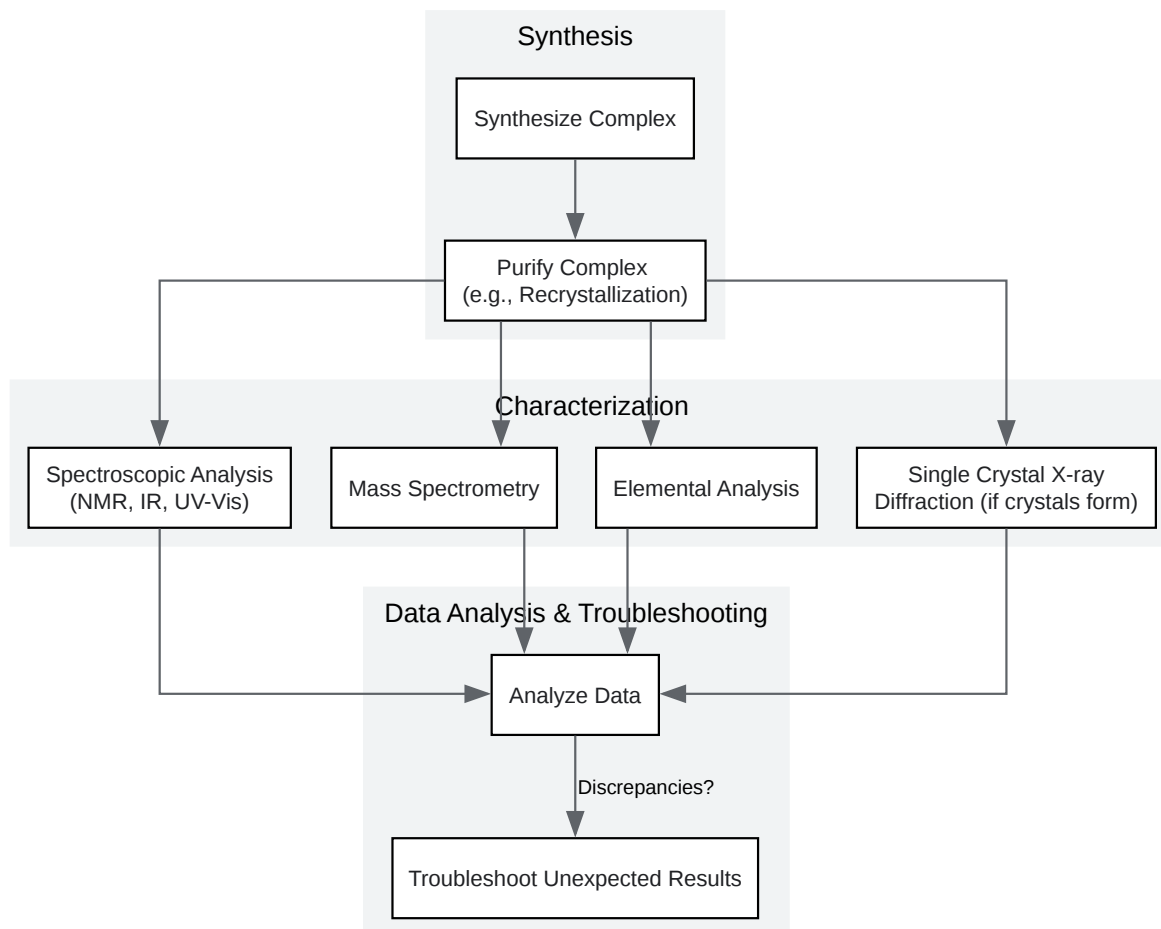 Synthesis
Synthesize Complex
Purify Complex
(e.g., Recrystallization)
Characterization
Spectroscopic Analysis
(NMR, IR, UV-Vis)
Mass Spectrometry
Elemental Analysis
Single Crystal X-ray
Diffraction (if crystals form)
Data Analysis & Troubleshooting
Analyze Data
Discrepancies?
Troubleshoot Unexpected Results